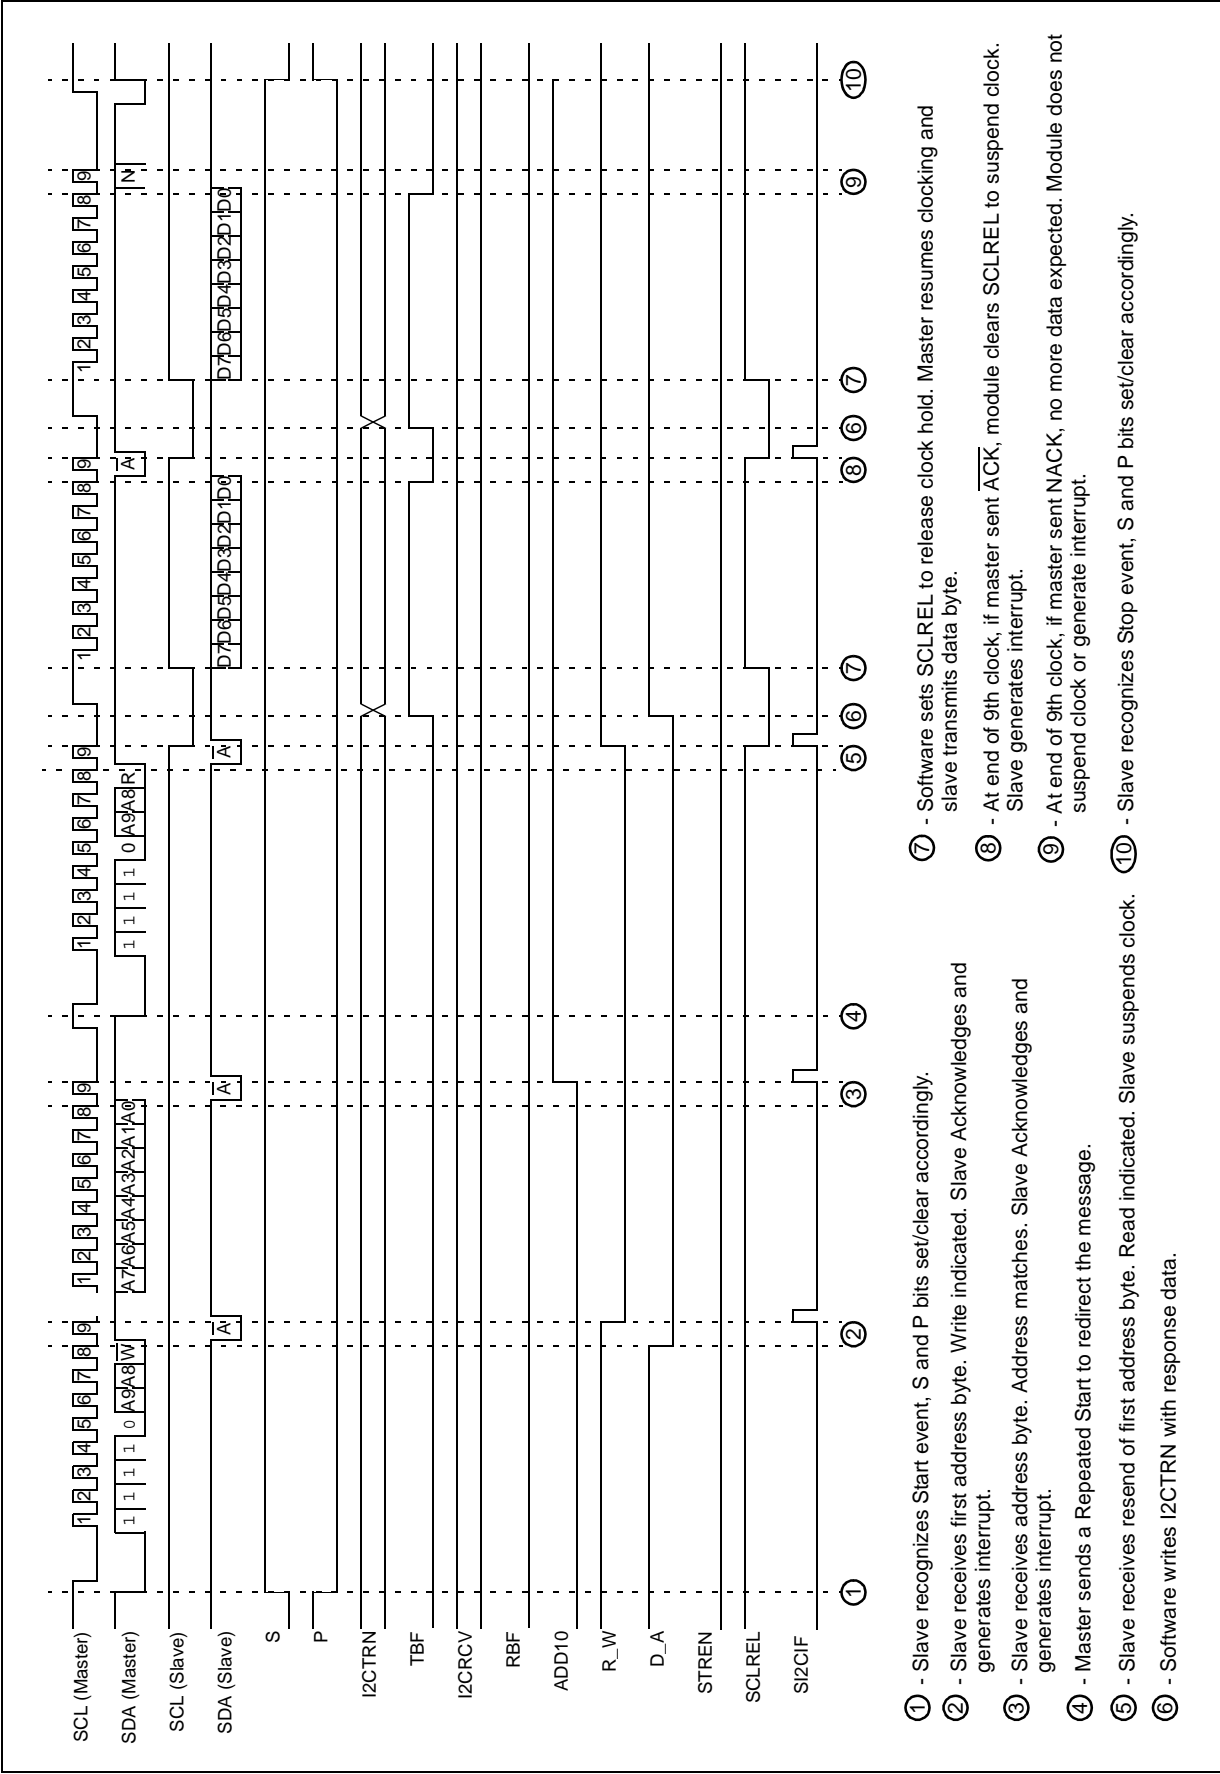 SCL (Master)
1 2 3 4 5 6 7 8 9 1 2 3 4 5 6 7 8 9 1 2 3 4 5 6 7 8 9 1 2 3 4 5 6 7 8 9 1 2 3 4 5 6 7 8 9
SDA (Master)
1 1 1 1 0 A9 A8 W A7 A6 A5 A4 A3 A2 A1 A0 1 1 1 1 0 A9 A8 R A N
SCL (Slave)
SDA (Slave)
A A A D7 D6 D5 D4 D3 D2 D1 D0 D7 D6 D5 D4 D3 D2 D1 D0
S
P
I2CTRN
TBF
I2CRCV
RBF
ADD10
R_W
D_A
STREN
SCLREL
SI2CIF
1 2 3 4 5 6 7 8 6 7 9 10
1 - Slave recognizes Start event, S and P bits set/clear accordingly.
2 - Slave receives first address byte. Write indicated. Slave Acknowledges and
generates interrupt.
3 - Slave receives address byte. Address matches. Slave Acknowledges and
generates interrupt.
4 - Master sends a Repeated Start to redirect the message.
5 - Slave receives resend of first address byte. Read indicated. Slave suspends clock.
6 - Software writes I2CTRN with response data.
7 - Software sets SCLREL to release clock hold. Master resumes clocking and
slave transmits data byte.
8 - At end of 9th clock, if master sent ACK, module clears SCLREL to suspend clock.
Slave generates interrupt.
9 - At end of 9th clock, if master sent NACK, no more data expected. Module does not
suspend clock or generate interrupt.
10 - Slave recognizes Stop event, S and P bits set/clear accordingly.